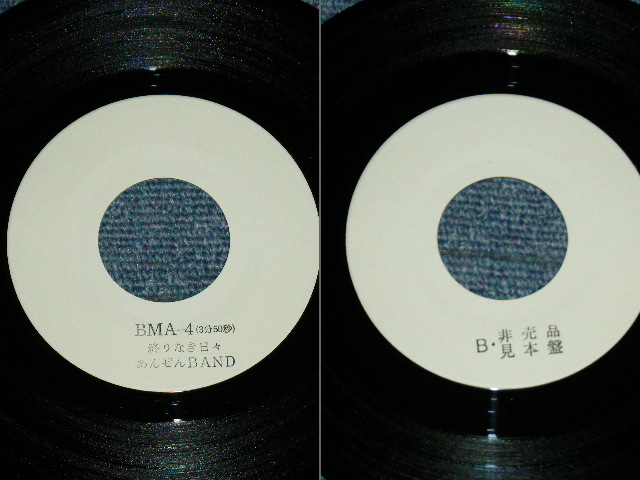 BMA-4(3分50秒)
終りなき日々
あんぜんBAND
B・非売品
見本盤